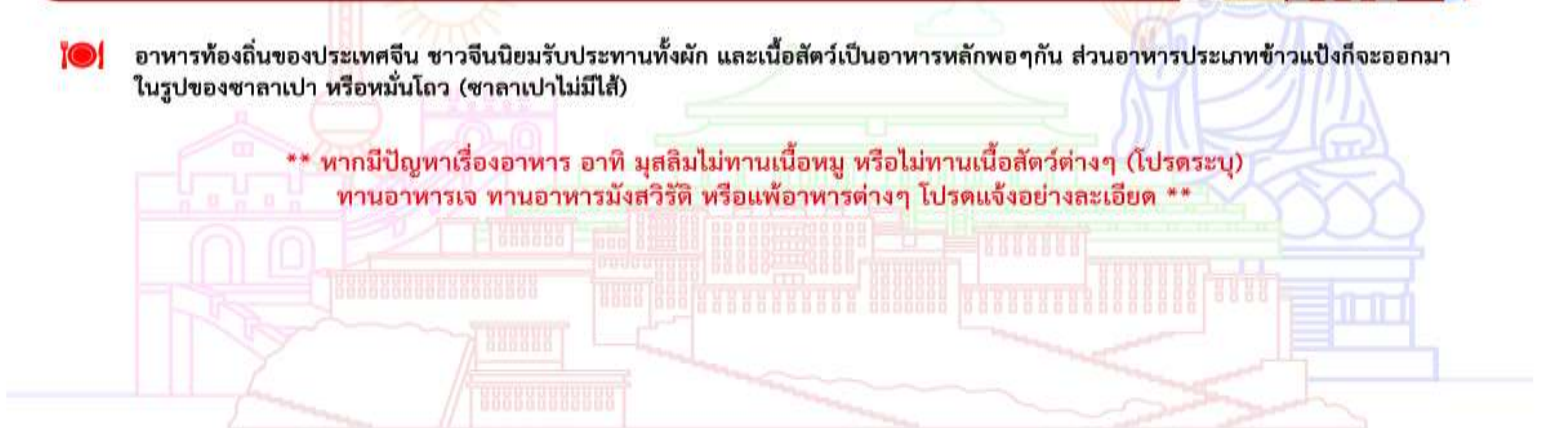 อาหารท้องถิ่นของประเทศจีน ชาวจีนนิยมรับประทานทั้งผัก และเนื้อสัตว์เป็นอาหารหลักพอๆกัน ส่วนอาหารประเภทข้าวแป้งก็จะออกมา
ในรูปของซาลาเปา หรือหมั่นโถว (ซาลาเปาไม่มีไส้)
** หากมีปัญหาเรื่องอาหาร อาทิ มุสลิมไม่ทานเนื้อหมู หรือไม่ทานเนื้อสัตว์ต่างๆ (โปรดระบุ)
ทานอาหารเจ ทานอาหารมังสวิรัติ หรือแพ้อาหารต่างๆ โปรดแจ้งอย่างละเอียด **